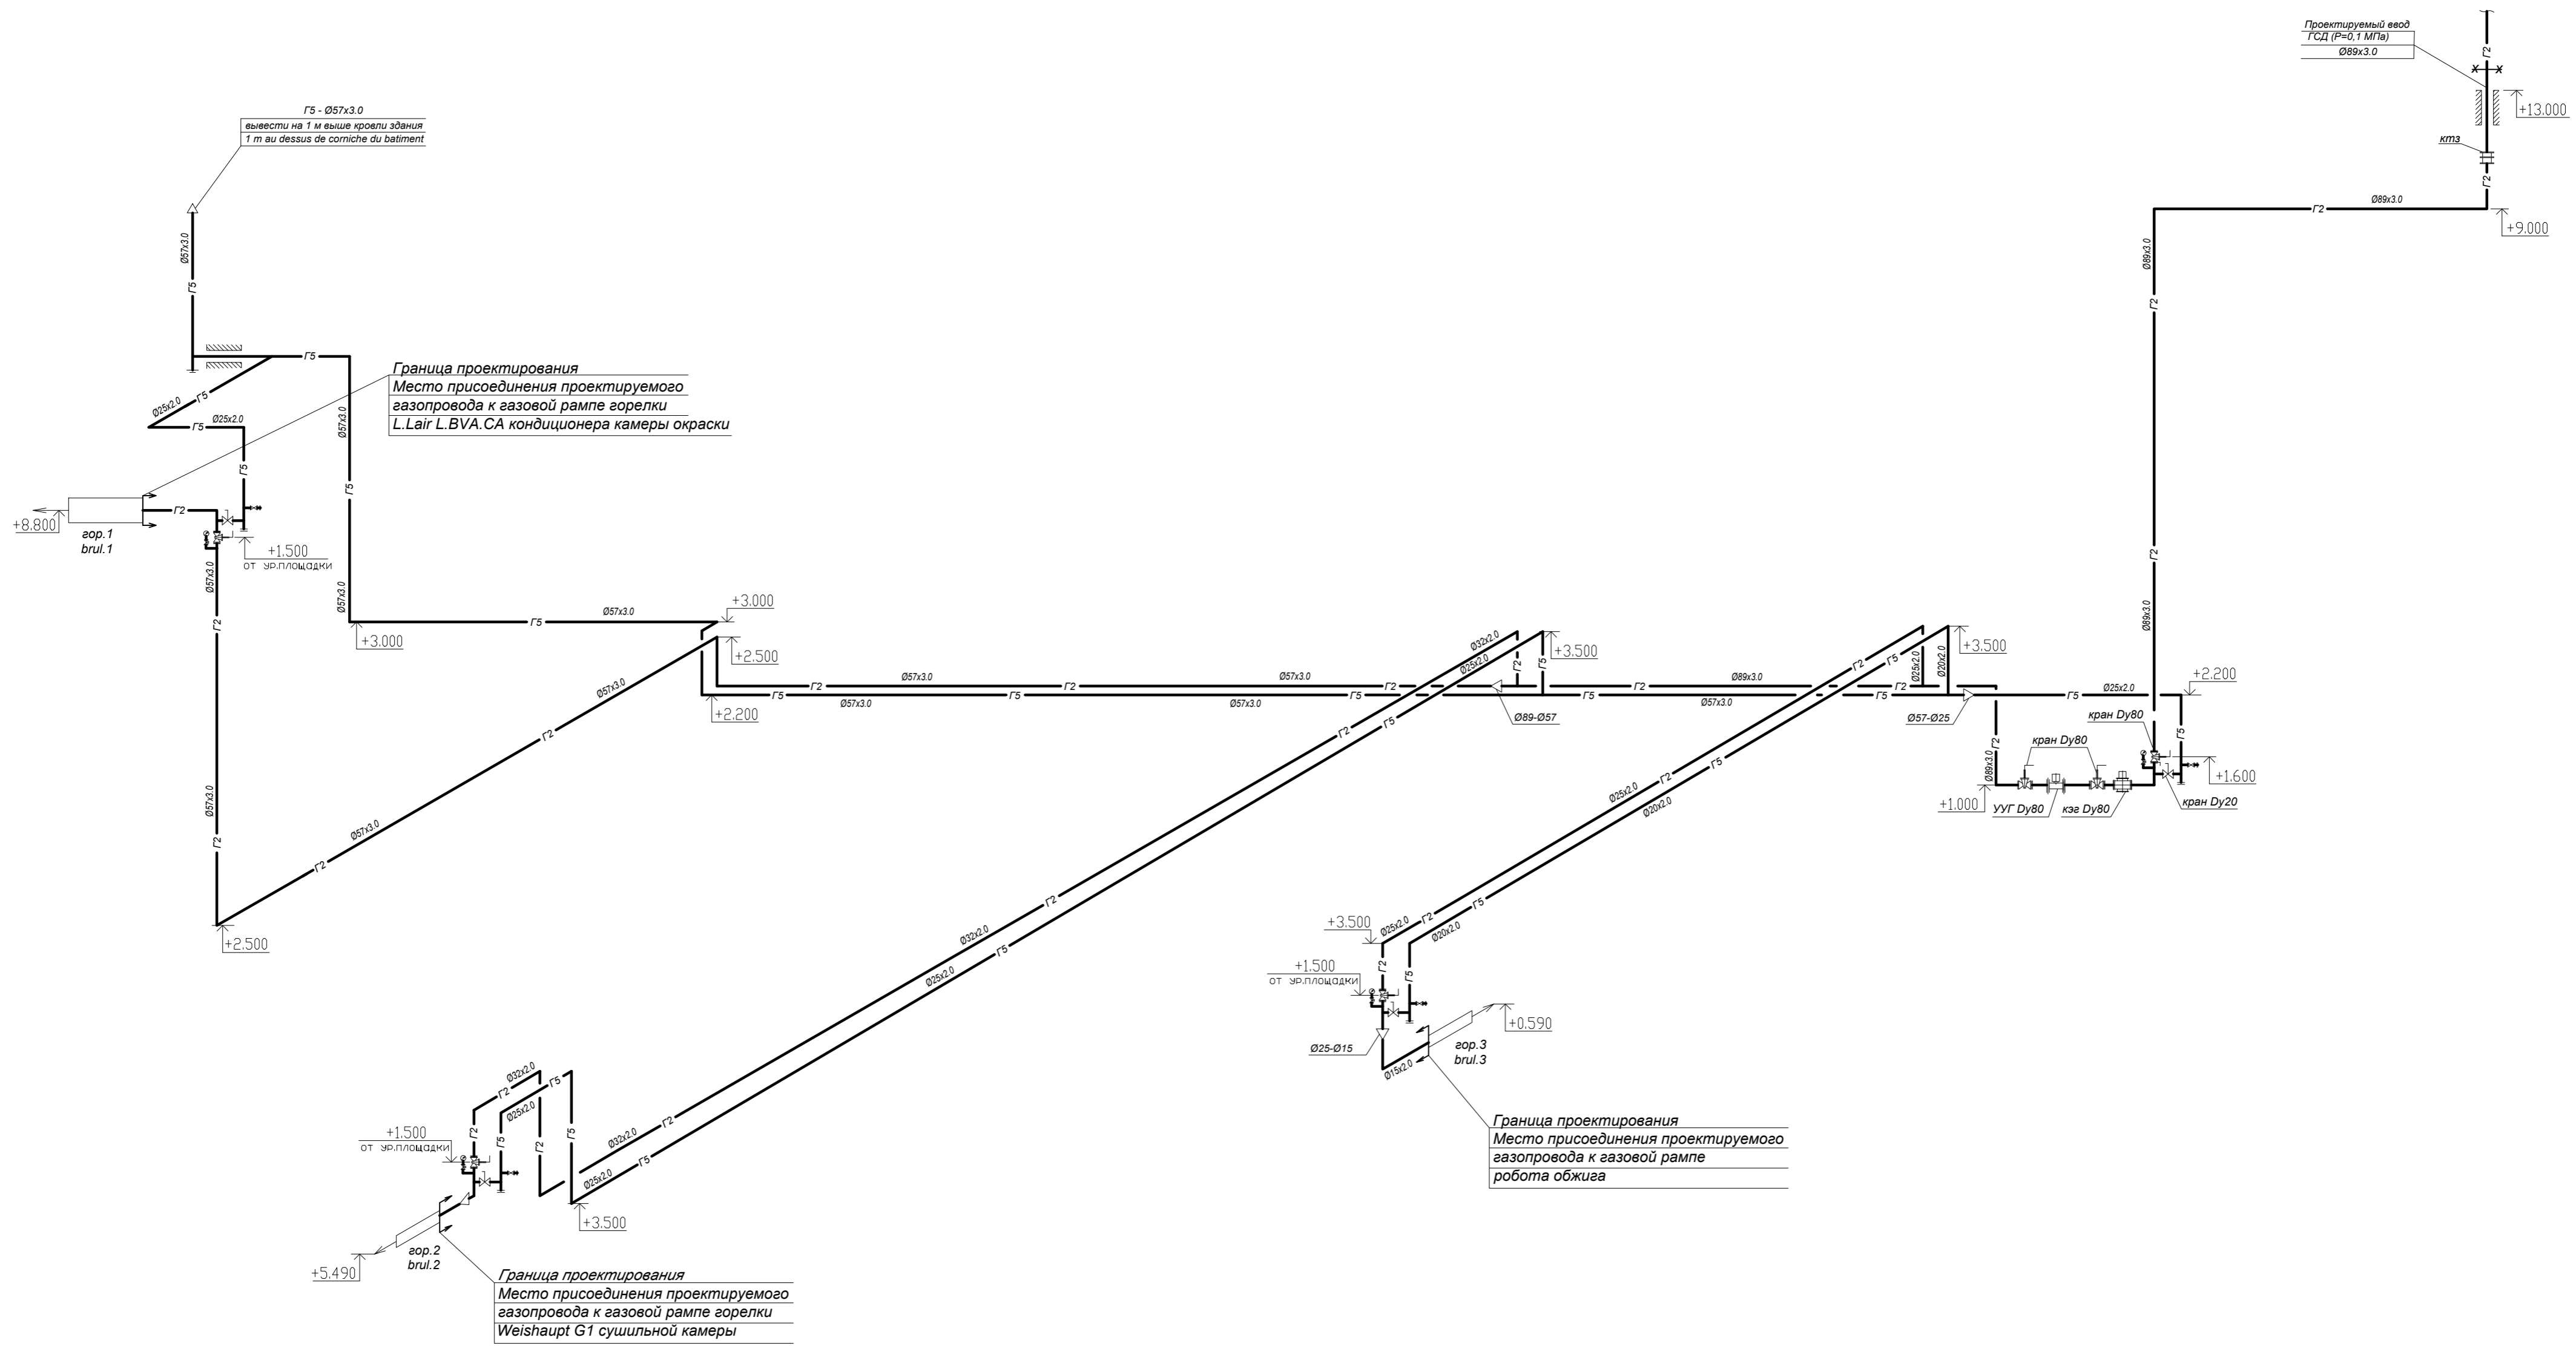 Проектируемый ввод
ГСД (Р=0,1 МПа)
Ø89x3.0
Г2
+13.000
ктз
Г2
Ø89x3.0
Г2
+9.000
Ø89x3.0
Г2
Г2
Ø89x3.0
Г5 - Ø57x3.0
вывести на 1 м выше кровли здания
1 m au dessus de corniche du batiment
Ø57x3.0
Г5
Г5
Ø25x2.0
Г5
Ø25x2.0
Г5
Г5
Граница проектирования
Место присоединения проектируемого
газопровода к газовой рампе горелки
L.Lair L.BVA.CA кондиционера камеры окраски
Ø57x3.0
Г5
Ø57x3.0
+8.800
гор.1
brul.1
Г2
+1.500
от ур.площадки
Ø57x3.0
Г2
Ø57x3.0
Г2
+2.500
+3.000
Г5
Ø57x3.0
+3.000
+2.500
Ø57x3.0
Г2
Ø57x3.0
Г2
+2.200
Г2
Ø57x3.0
Г2
Ø57x3.0
Г2
Г5
Ø57x3.0
Г5
Ø57x3.0
Г5
Ø32x2.0
Ø25x2.0
Г2
Г5
+3.500
Ø89-Ø57
Г2
Ø89x3.0
Г2
Г5
Ø57x3.0
Г5
Г2
Г5
Ø25x2.0
Ø20x2.0
+3.500
Ø57-Ø25
Г5
Ø25x2.0
+2.200
Г5
Г2
Ø89x3.0
+1.000
кран Dy80
кран Dy80
УУГ Dy80
кэг Dy80
кран Dy20
+1.600
Г2
Г5
Г2
Г5
Ø32x2.0
Ø25x2.0
Г2
Г5
Ø32x2.0
Ø25x2.0
Г2
Г5
Ø25x2.0
Ø20x2.0
Г2
Г5
Ø25x2.0
Ø20x2.0
+3.500
Г2
Г5
+1.500
от ур.площадки
Ø25-Ø15
Ø15x2.0
+0.590
гор.3
brul.3
Граница проектирования
Место присоединения проектируемого
газопровода к газовой рампе
робота обжига
Ø32x2.0
Г2
Г5
Ø25x2.0
Г2
Г5
Г2
Г5
+1.500
от ур.площадки
+3.500
+5.490
гор.2
brul.2
Граница проектирования
Место присоединения проектируемого
газопровода к газовой рампе горелки
Weishaupt G1 сушильной камеры